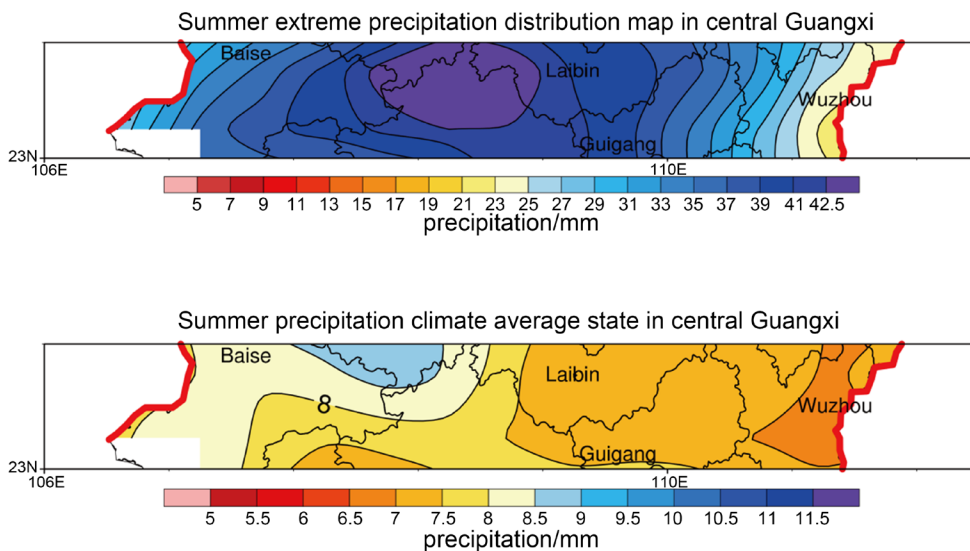 Summer extreme precipitation distribution map in central Guangxi
Baise
Laibin
Wuzhou
Guigang
23N
106E 110E
5 7 9 11 13 15 17 19 21 23 25 27 29 31 33 35 37 39 41 42.5
precipitation/mm
Summer precipitation climate average state in central Guangxi
Baise
Laibin
8
Wuzhou
Guigang
23N
106E 110E
5 5.5 6 6.5 7 7.5 8 8.5 9 9.5 10 10.5 11 11.5
precipitation/mm